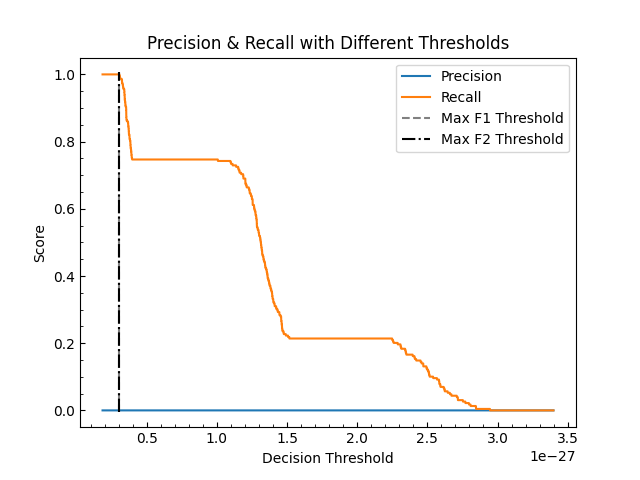 Precision & Recall with Different Thresholds
Precision
Recall
Max F1 Threshold
Max F2 Threshold
1.0
0.8
0.6
0.4
0.2
0.0
Score
0.5 1.0 1.5 2.0 2.5 3.0 3.5
Decision Threshold
1e−27